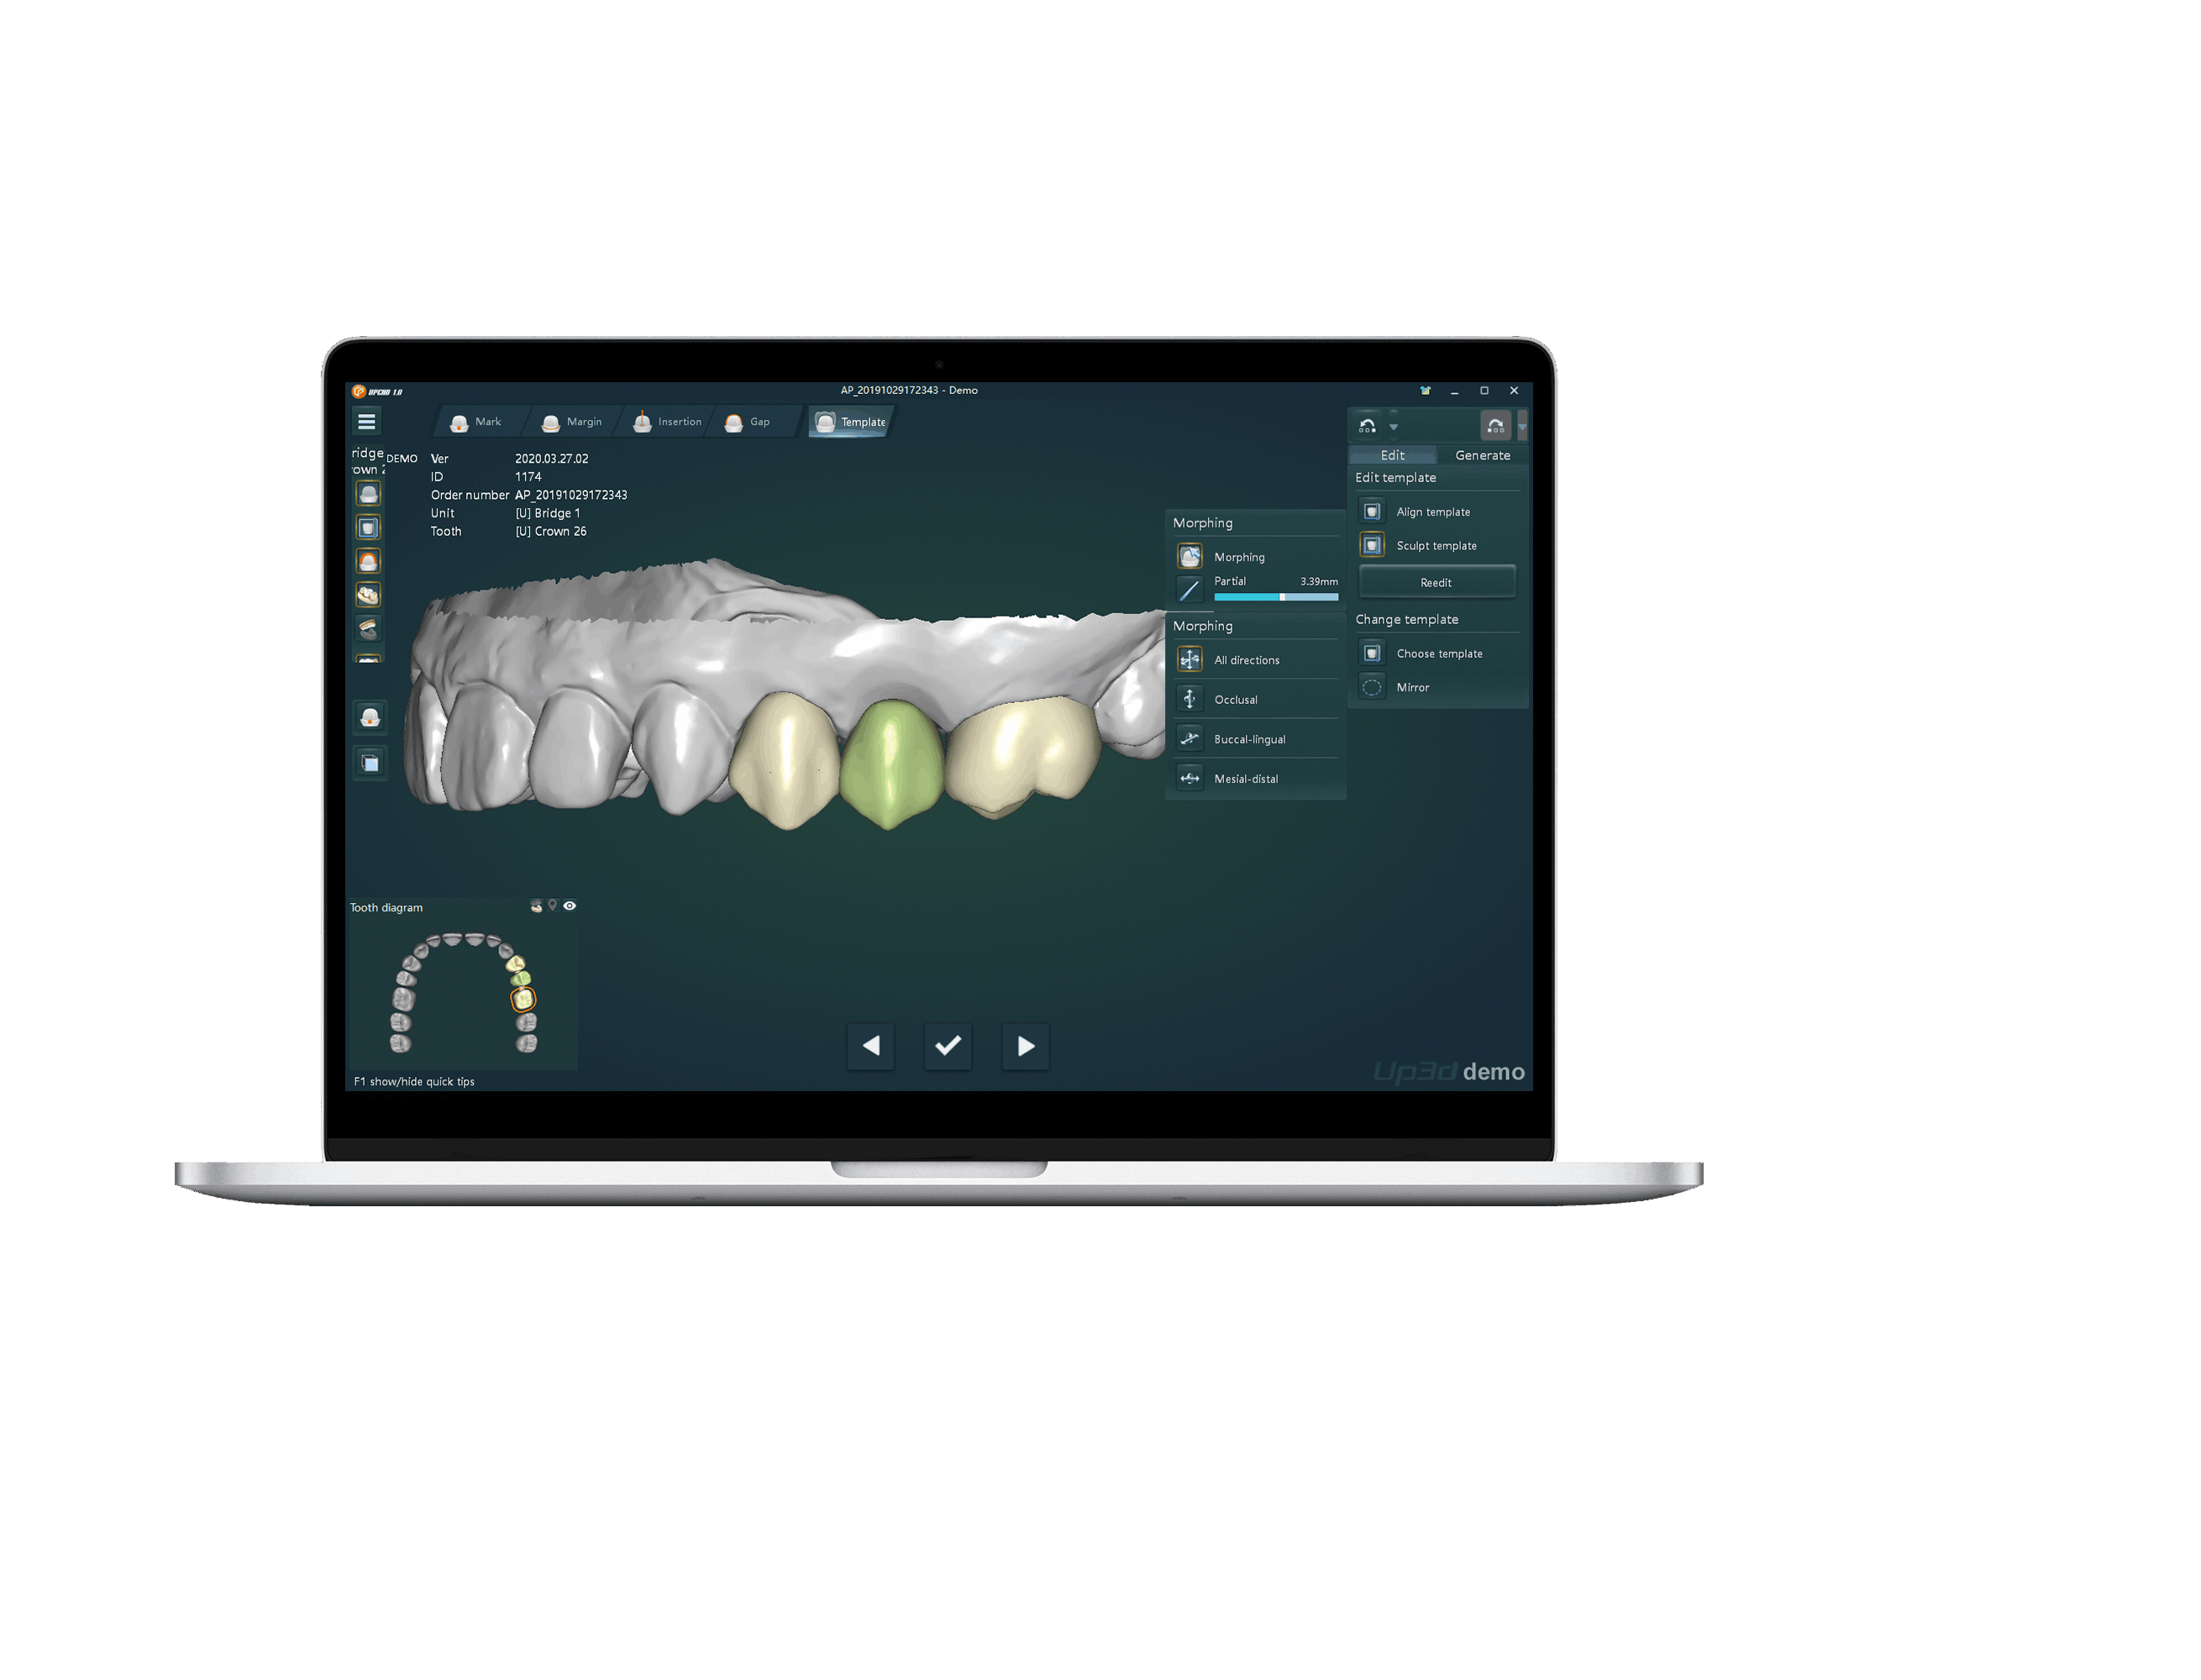 UPCAD 1.0
AP_20191029172343 - Demo
Mark
Margin
Insertion
Gap
Template
ridge
DEMO
Ver 2020.03.27.02
ID 1174
Order number AP_20191029172343
Unit [U] Bridge 1
Tooth [U] Crown 26
Edit Generate
Edit template
Align template
Sculpt template
Reedit
Change template
Choose template
Mirror
Morphing
Morphing
Partial 3.39mm
Morphing
All directions
Occlusal
Buccal-lingual
Mesial-distal
Tooth diagram
F1 show/hide quick tips
Up3d demo